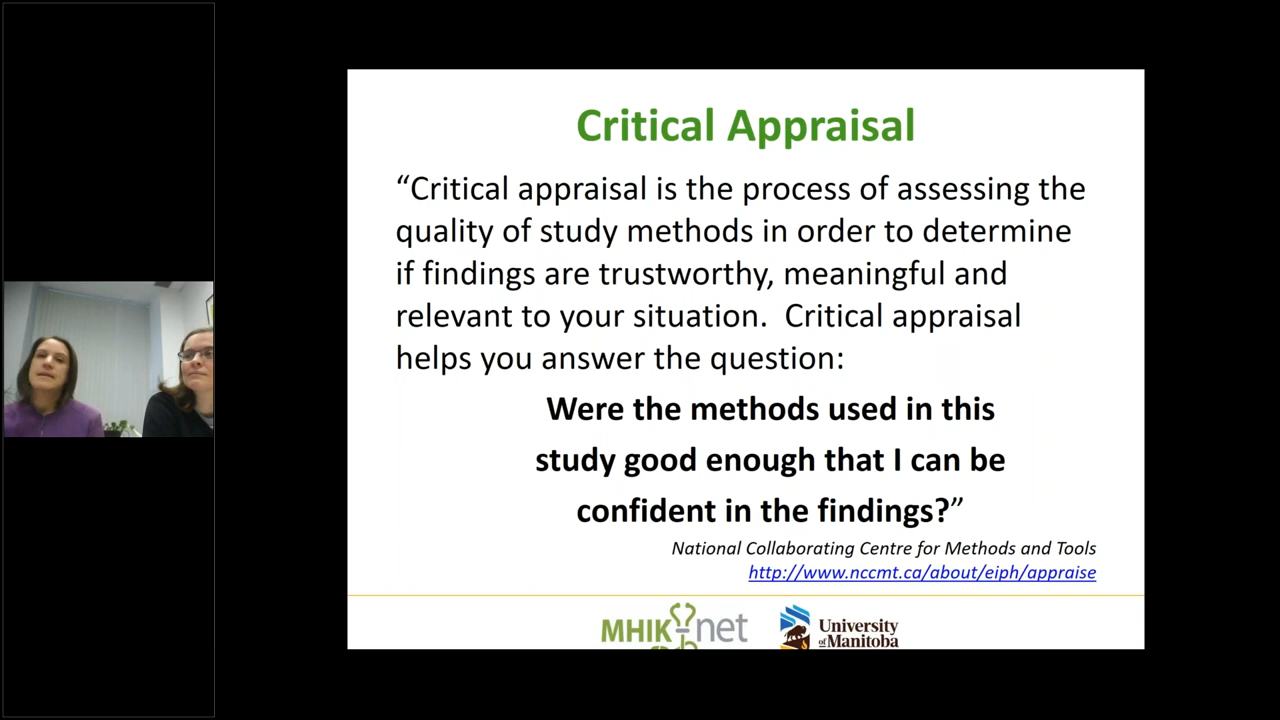 Critical Appraisal
“Critical appraisal is the process of assessing the
quality of study methods in order to determine
if findings are trustworthy, meaningful and
relevant to your situation.  Critical appraisal
helps you answer the question:
Were the methods used in this
study good enough that I can be
confident in the findings?”
National Collaborating Centre for Methods and Tools
http://www.nccmt.ca/about/eiph/appraise
MHIKnet
University
of Manitoba